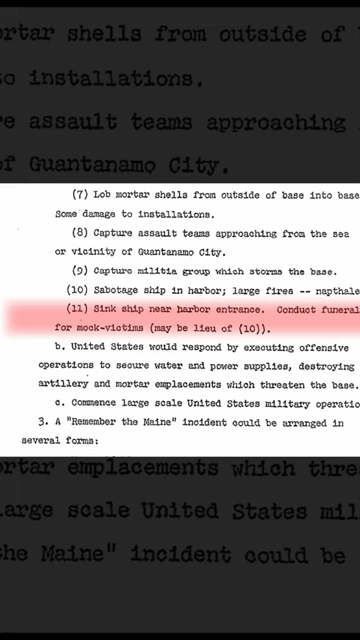 ortar shells from outside of
so installations.
re assault teams approaching
of Guantanamo City.
(7) Lob mortar shells from outside of base into base
Some damage to installations.
(8) Capture assault teams approaching from the sea
or vicinity of Guantanamo City.
(9) Capture militia group which storms the base.
(10) Sabotage ship in harbor; large fires -- napthale
(11) Sink ship near harbor entrance. Conduct funeral
for mock-victims (may be lieu of (10)).
b. United States would respond by executing offensive
operations to secure water and power supplies, destroying
artillery and mortar emplacements which threaten the base.
c. Commence large scale United States military operatio
3. A "Remember the Maine" incident could be arranged in
several forms:
ortar emplacements which thre
large scale United States mil
the Maine" incident could be